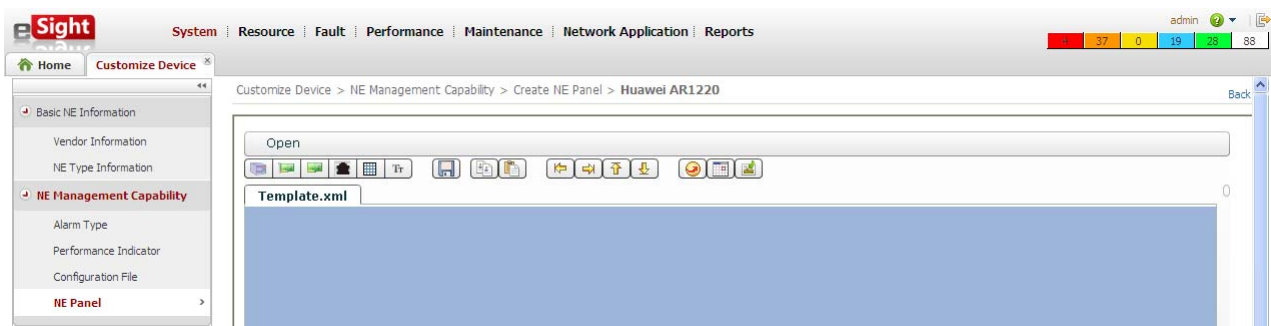 eSight
admin
System Resource Fault Performance Maintenance Network Application Reports
4 37 0 19 28 88
Home Customize Device
Customize Device > NE Management Capability > Create NE Panel > Huawei AR1220
Back
Basic NE Information
Vendor Information
NE Type Information
NE Management Capability
Alarm Type
Performance Indicator
Configuration File
NE Panel
Open
Tr
Template.xml